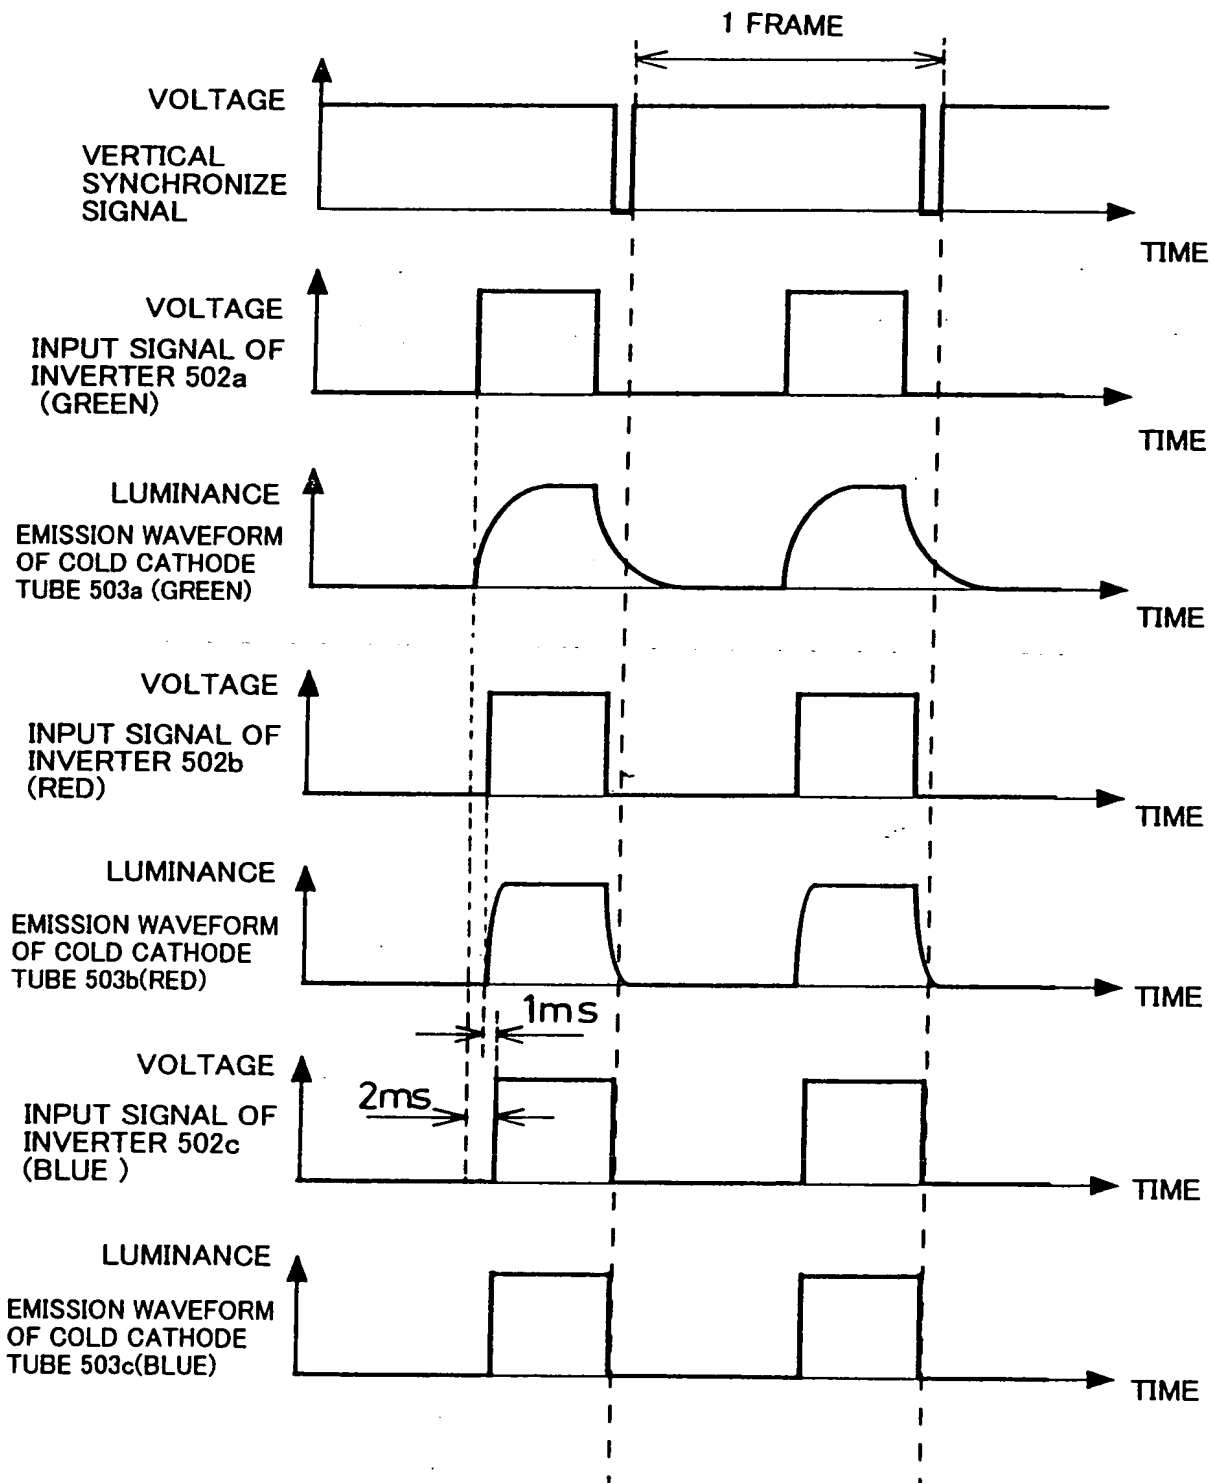 1 FRAME
VOLTAGE
VERTICAL
SYNCHRONIZE
SIGNAL
TIME
VOLTAGE
INPUT SIGNAL OF
INVERTER 502a
(GREEN)
TIME
LUMINANCE
EMISSION WAVEFORM
OF COLD CATHODE
TUBE 503a (GREEN)
TIME
VOLTAGE
INPUT SIGNAL OF
INVERTER 502b
(RED)
TIME
LUMINANCE
EMISSION WAVEFORM
OF COLD CATHODE
TUBE 503b(RED)
TIME
1ms
VOLTAGE
2ms
INPUT SIGNAL OF
INVERTER 502c
(BLUE )
TIME
LUMINANCE
EMISSION WAVEFORM
OF COLD CATHODE
TUBE 503c(BLUE)
TIME